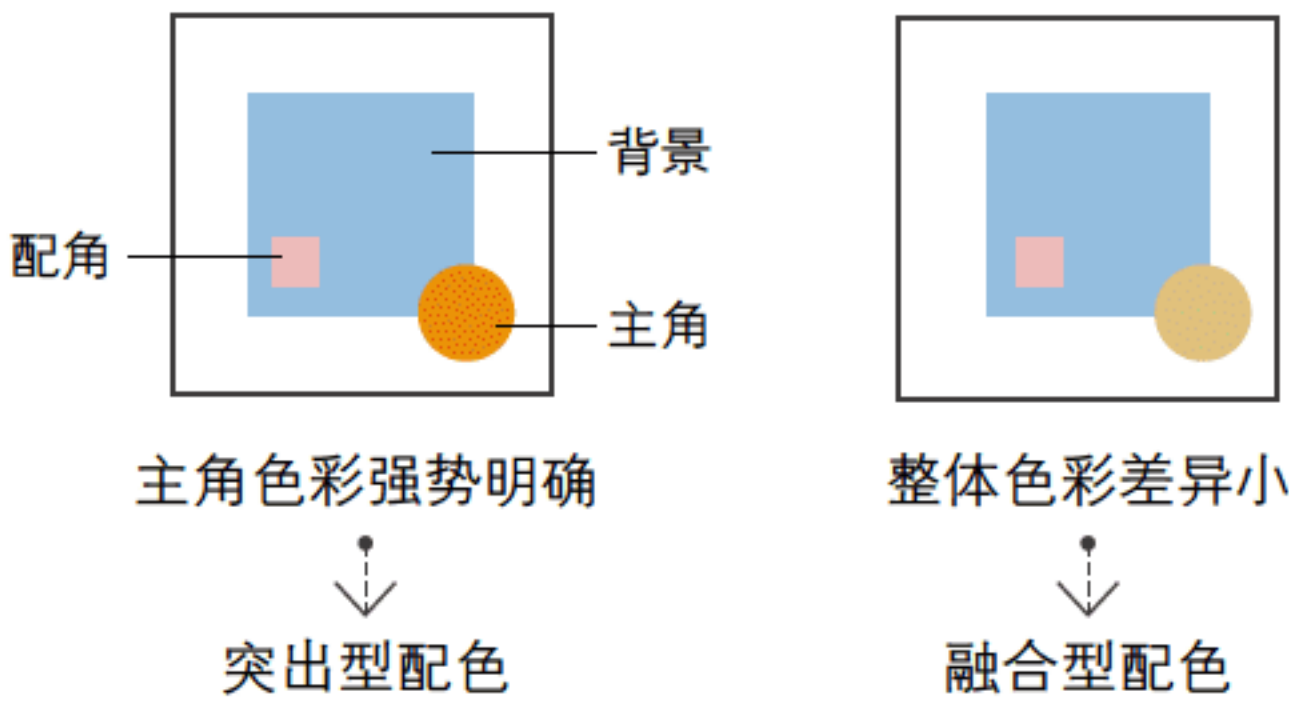 背景
配角
主角
主角色彩强势明确
整体色彩差异小
突出型配色
融合型配色